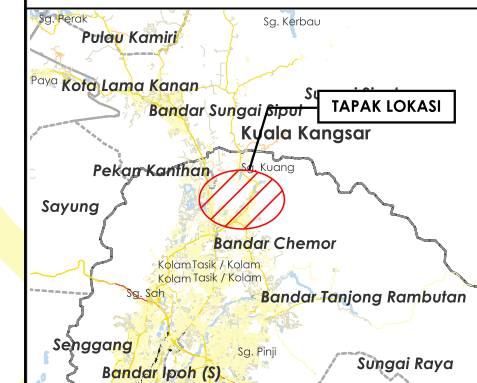 Sg. Perak
Sg. Kerbau
Pulau Kamiri
Paya
Kota Lama Kanan
Bandar Sungai Siput
TAPAK LOKASI
Kuala Kangsar
Pekan Kanthan
Sg. Kuang
Sayung
Bandar Chemor
Kolam Tasik / Kolam
Kolam Tasik / Kolam
Sg. Sah
Bandar Tanjong Rambutan
Senggang
Sg. Pinji
Sungai Raya
Bandar Ipoh (S)